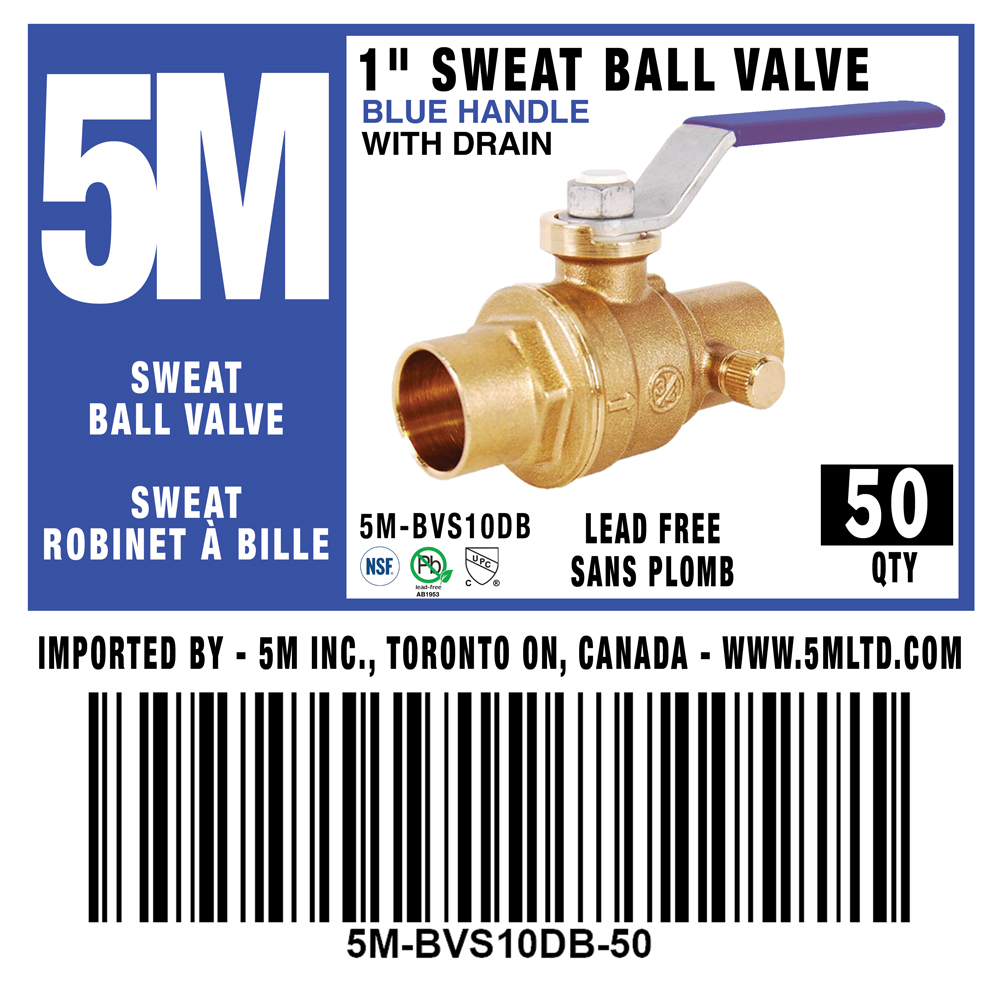 5M
SWEAT
BALL VALVE
SWEAT
ROBINET À BILLE
1" SWEAT BALL VALVE
BLUE HANDLE
WITH DRAIN
1
5M-BVS10DB
NSF.
Pb
lead-free
AB1953
UPC
C ®
LEAD FREE
SANS PLOMB
50
QTY
IMPORTED BY - 5M INC., TORONTO ON, CANADA - WWW.5MLTD.COM
5M-BVS10DB-50